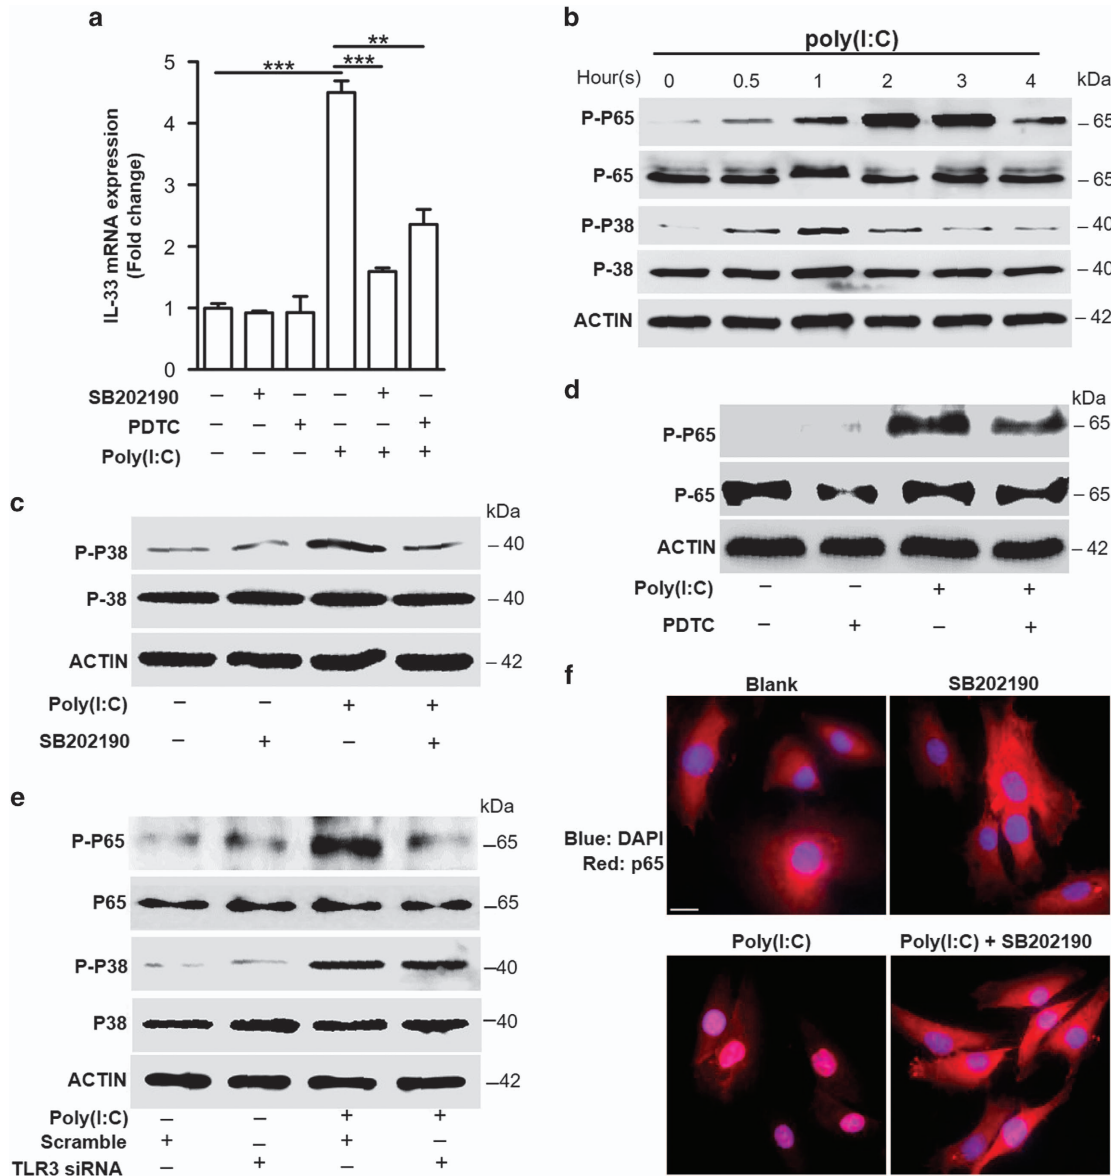 a
IL-33 mRNA expression
(Fold change)
5
4
3
2
1
0
***
***
**
SB202190 – + – – + –
PDTC – – + – – +
Poly(I:C) – – – + + +
b
poly(I:C)
Hour(s) 0 0.5 1 2 3 4 kDa
P-P65 – 65
P-65 – 65
P-P38 – 40
P-38 – 40
ACTIN – 42
c
kDa
P-P38 – 40
P-38 – 40
ACTIN – 42
Poly(I:C) – – + +
SB202190 – + – +
d
kDa
P-P65 – 65
P-65 – 65
ACTIN – 42
Poly(I:C) – – + +
PDTC – + – +
e
kDa
P-P65 –65
P65 –65
P-P38 –40
P38 –40
ACTIN –42
Poly(I:C) – – + +
Scramble + – + –
TLR3 siRNA – + – +
f
Blank SB202190
Blue: DAPI
Red: p65
Poly(I:C) Poly(I:C) + SB202190